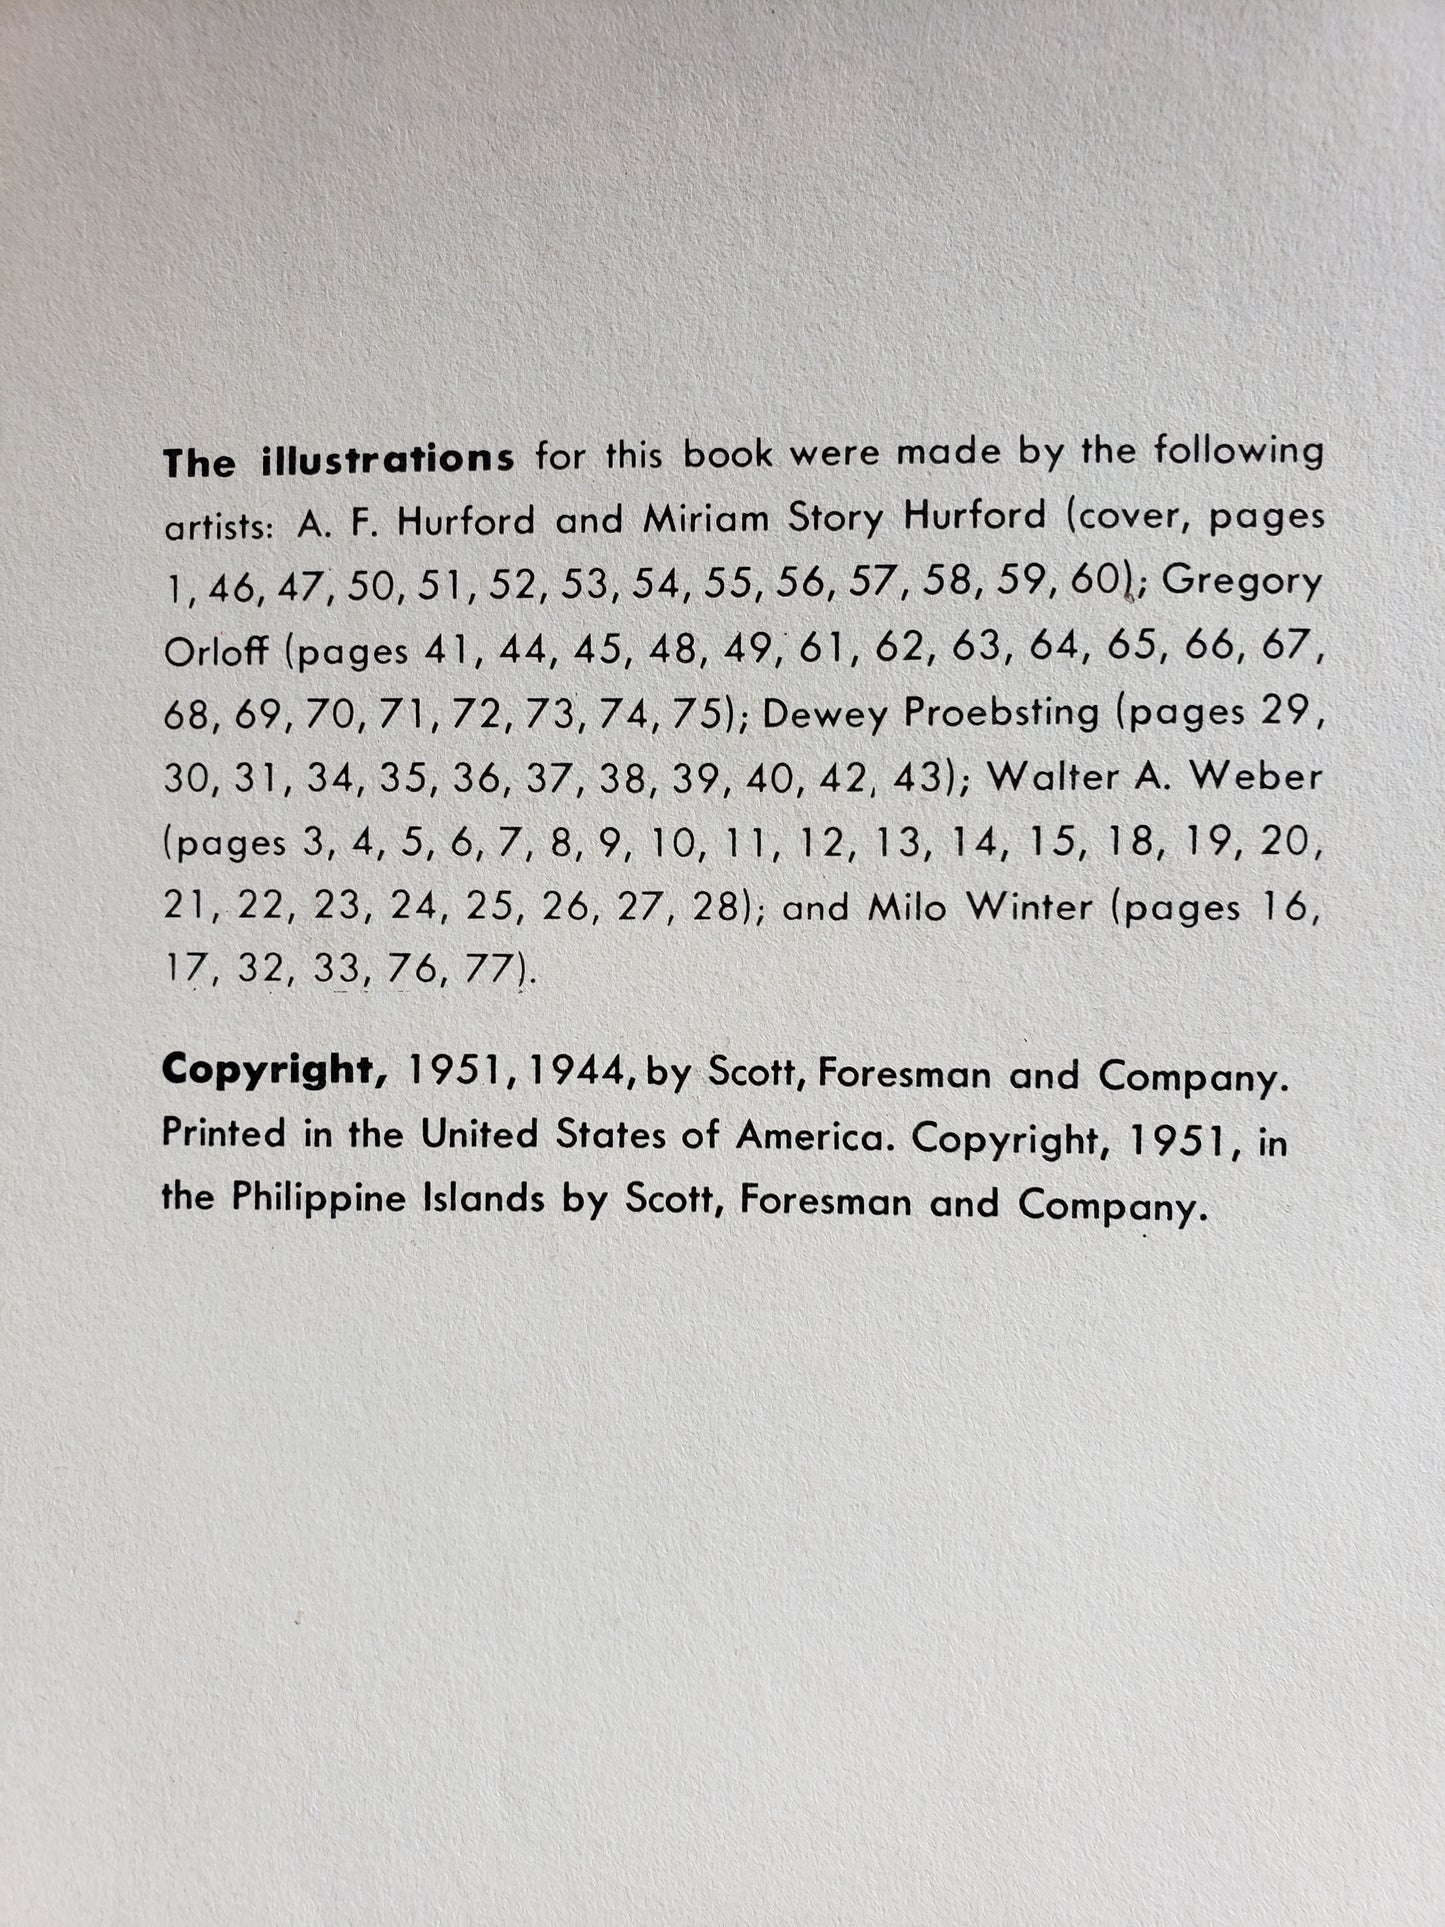 The illustrations for this book were made by the following
artists: A. F. Hurford and Miriam Story Hurford (cover, pages
1, 46, 47, 50, 51, 52, 53, 54, 55, 56, 57, 58, 59, 60); Gregory
Orloff (pages 41, 44, 45, 48, 49, 61, 62, 63, 64, 65, 66, 67,
68, 69, 70, 71, 72, 73, 74, 75); Dewey Proebsting (pages 29,
30, 31, 34, 35, 36, 37, 38, 39, 40, 42, 43); Walter A. Weber
(pages 3, 4, 5, 6, 7, 8, 9, 10, 11, 12, 13, 14, 15, 18, 19, 20,
21, 22, 23, 24, 25, 26, 27, 28); and Milo Winter (pages 16,
17, 32, 33, 76, 77).
Copyright, 1951, 1944, by Scott, Foresman and Company.
Printed in the United States of America. Copyright, 1951, in
the Philippine Islands by Scott, Foresman and Company.